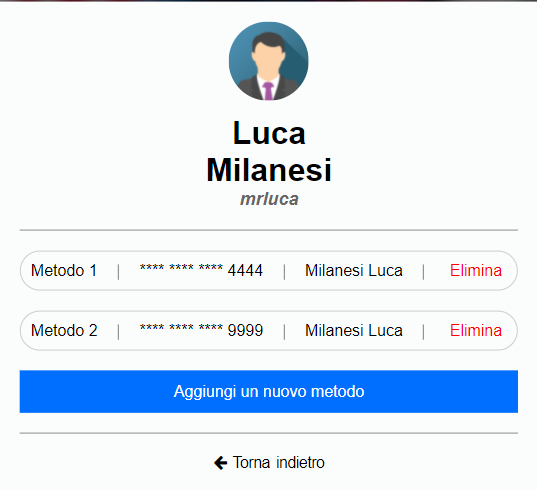 Luca
Milanesi
mrluca
Metodo 1 | **** **** **** 4444 | Milanesi Luca | Elimina
Metodo 2 | **** **** **** 9999 | Milanesi Luca | Elimina
Aggiungi un nuovo metodo
Torna indietro